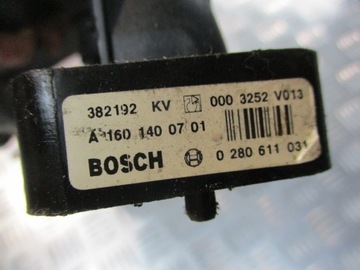 382192 KV 000 3252 V013
A 160 140 07 01
BOSCH 0 280 611 031